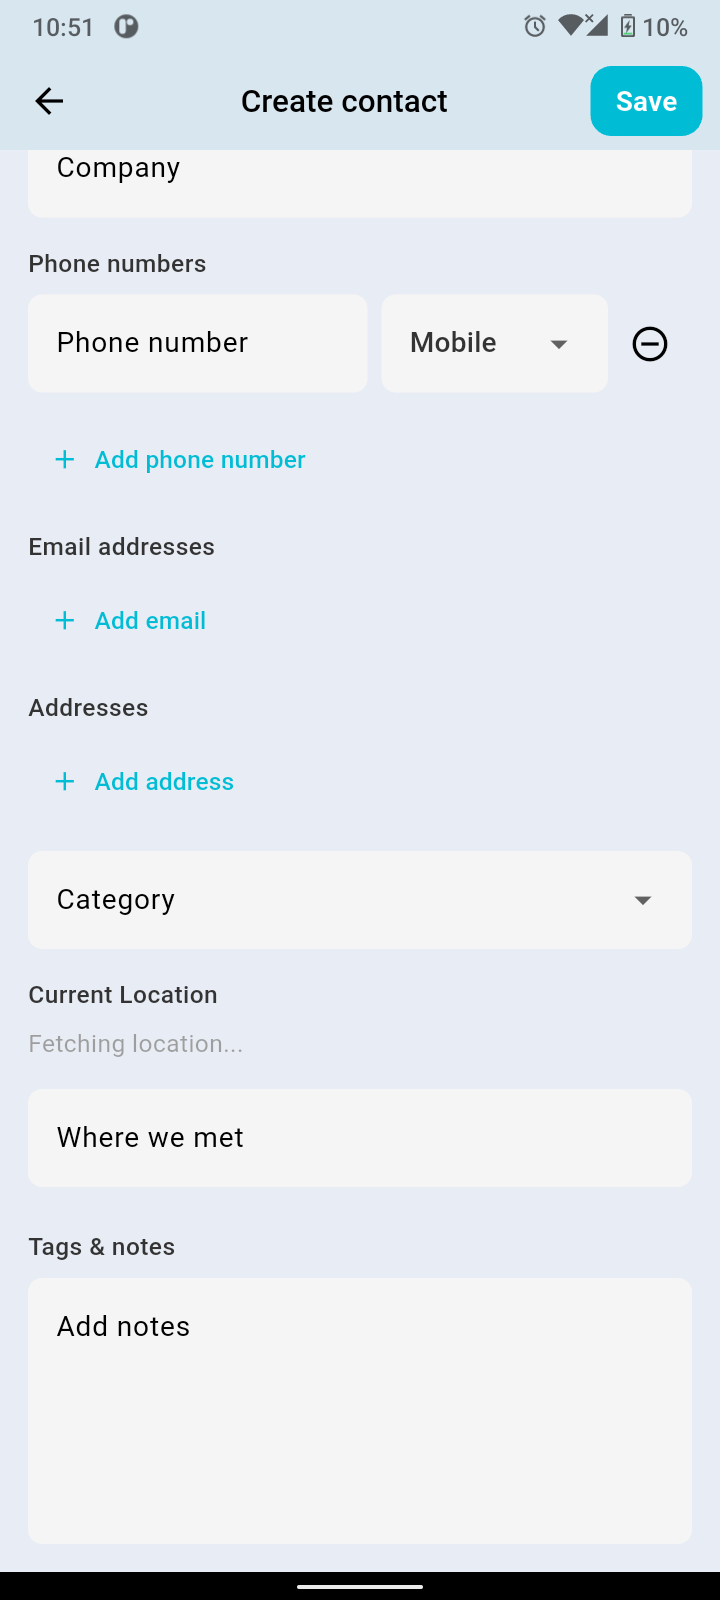 10:51 10%
Create contact Save
Company
Phone numbers
Phone number Mobile
Add phone number
Email addresses
Add email
Addresses
Add address
Category
Current Location
Fetching location...
Where we met
Tags & notes
Add notes